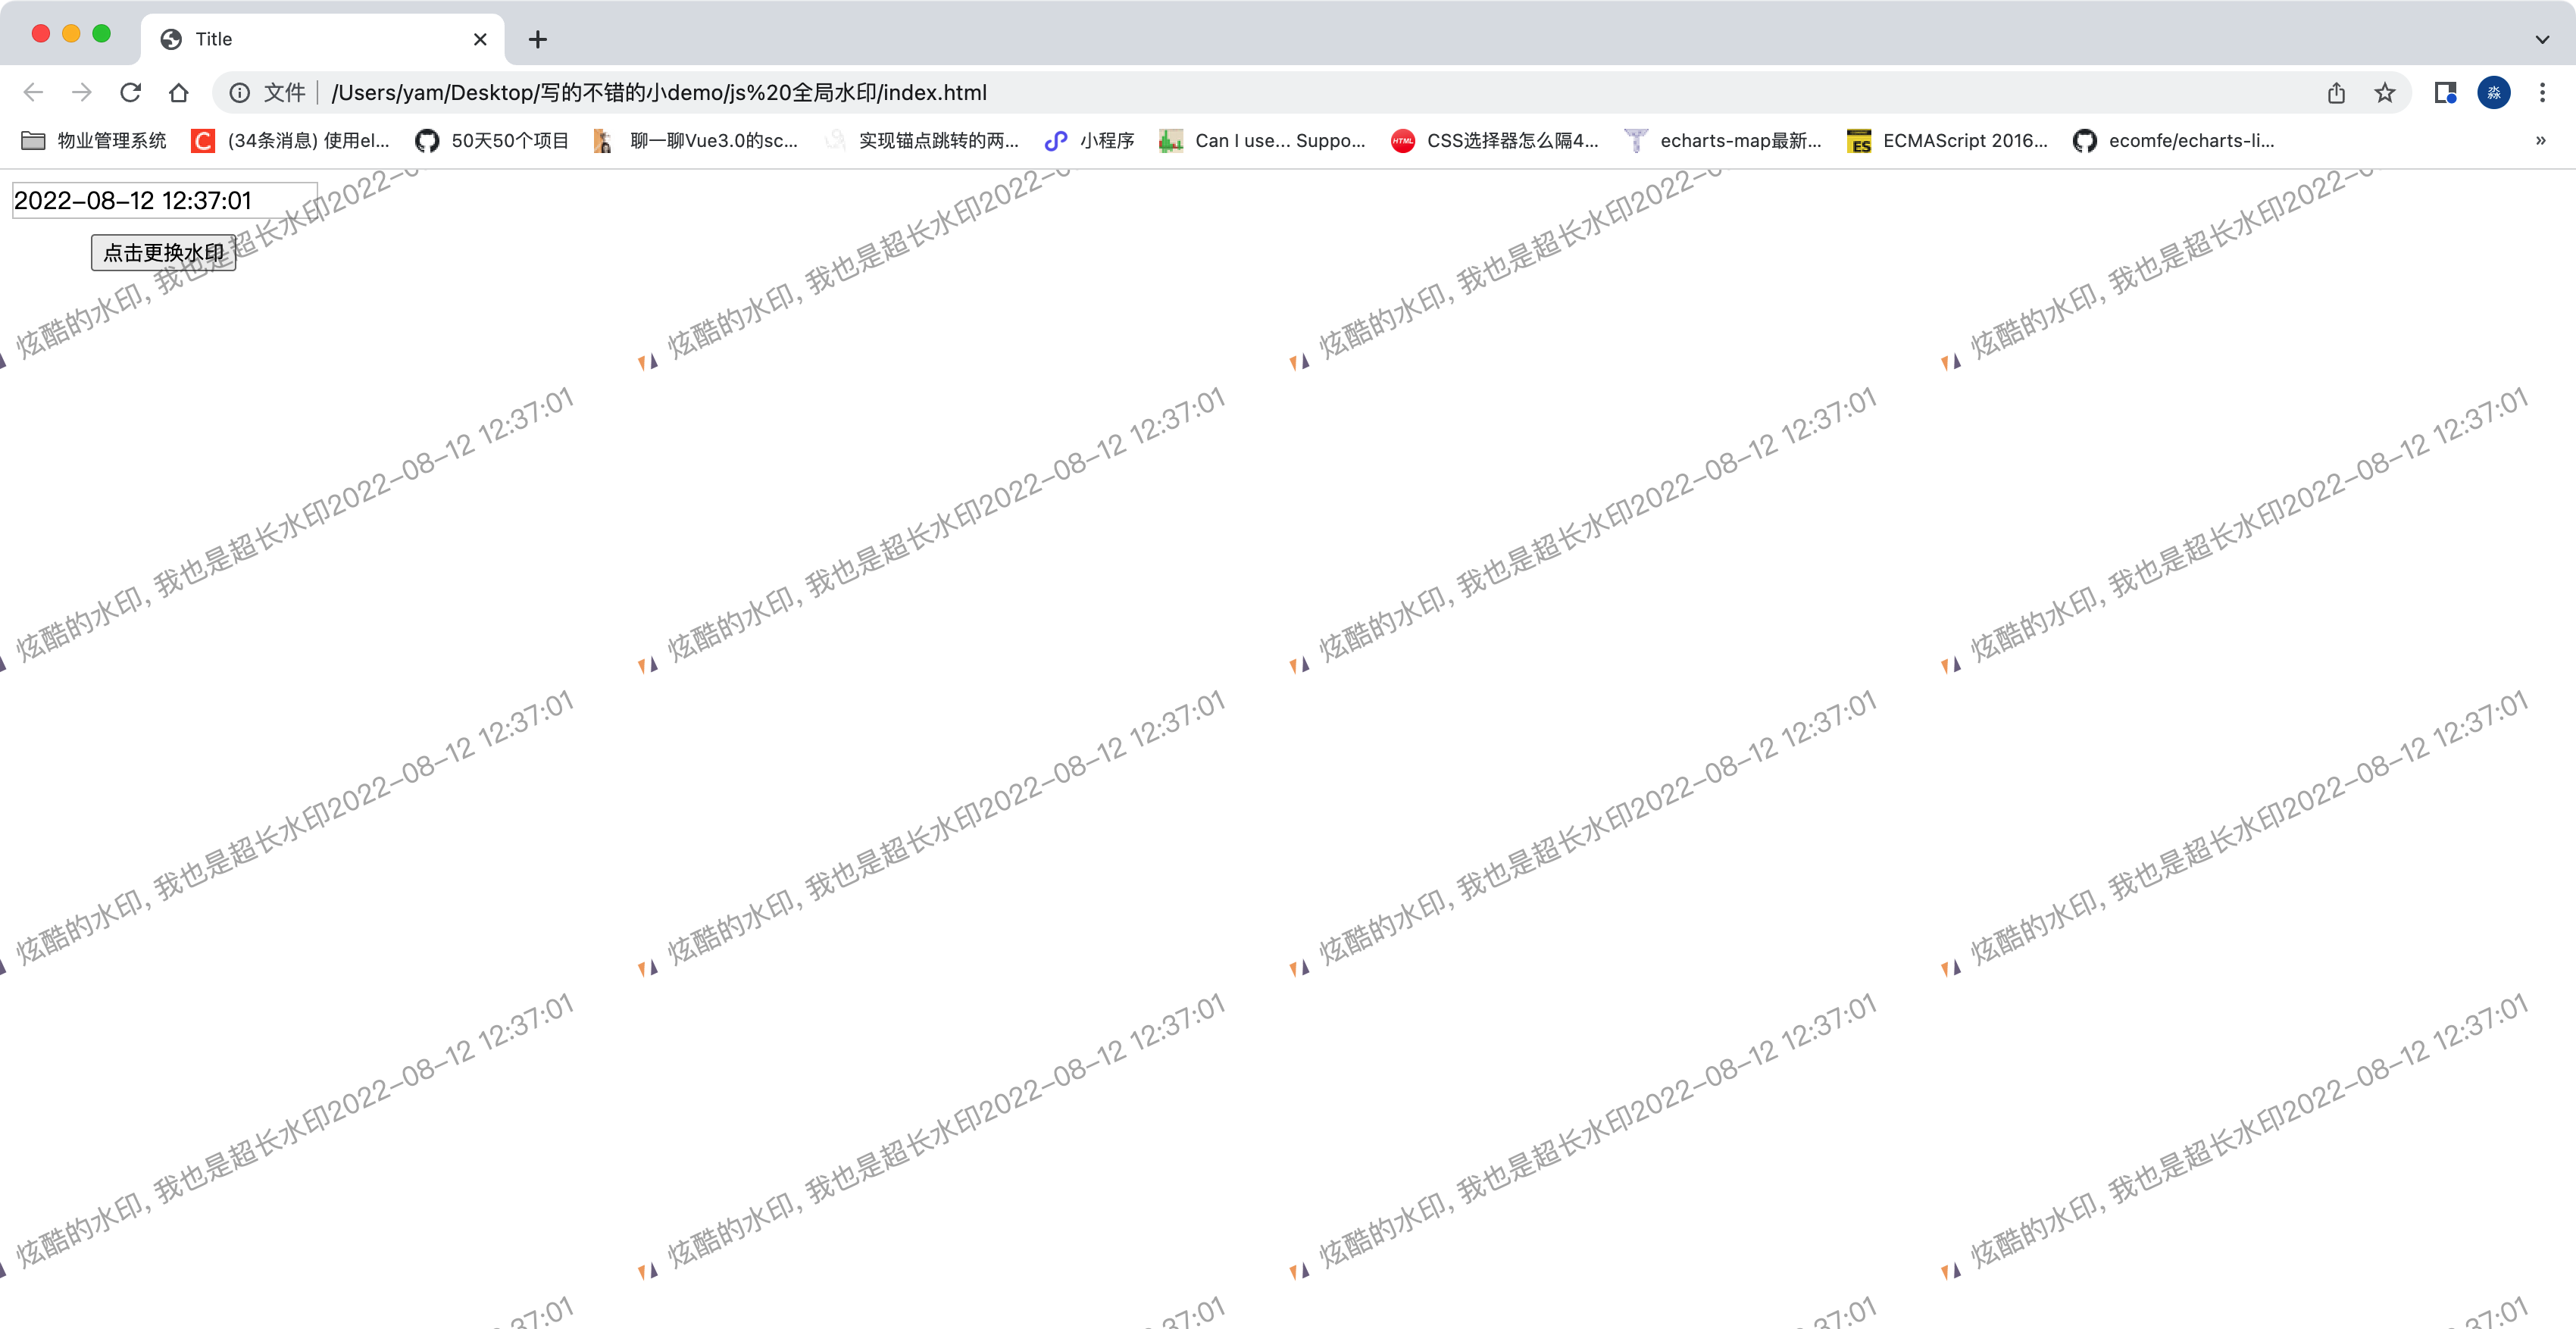 Title
文件 /Users/yam/Desktop/写的不错的小demo/js%20全局水印/index.html
淼
物业管理系统 (34条消息) 使用el... 50天50个项目 聊一聊Vue3.0的sc... 实现锚点跳转的两... 小程序 Can I use... Suppo... CSS选择器怎么隔4... echarts-map最新... ECMAScript 2016... ecomfe/echarts-li...
2022-08-12 12:37:01
点击更换水印
炫酷的水印, 我也是超长水印2022-0
炫酷的水印, 我也是超长水印2022-0
炫酷的水印, 我也是超长水印2022-0
炫酷的水印, 我也是超长水印2022-0
炫酷的水印, 我也是超长水印2022-08-12 12:37:01
炫酷的水印, 我也是超长水印2022-08-12 12:37:01
炫酷的水印, 我也是超长水印2022-08-12 12:37:01
炫酷的水印, 我也是超长水印2022-08-12 12:37:01
炫酷的水印, 我也是超长水印2022-08-12 12:37:01
炫酷的水印, 我也是超长水印2022-08-12 12:37:01
炫酷的水印, 我也是超长水印2022-08-12 12:37:01
炫酷的水印, 我也是超长水印2022-08-12 12:37:01
炫酷的水印, 我也是超长水印2022-08-12 12:37:01
炫酷的水印, 我也是超长水印2022-08-12 12:37:01
炫酷的水印, 我也是超长水印2022-08-12 12:37:01
炫酷的水印, 我也是超长水印2022-08-12 12:37:01
:37:01
:37:01
:37:01
:37:01